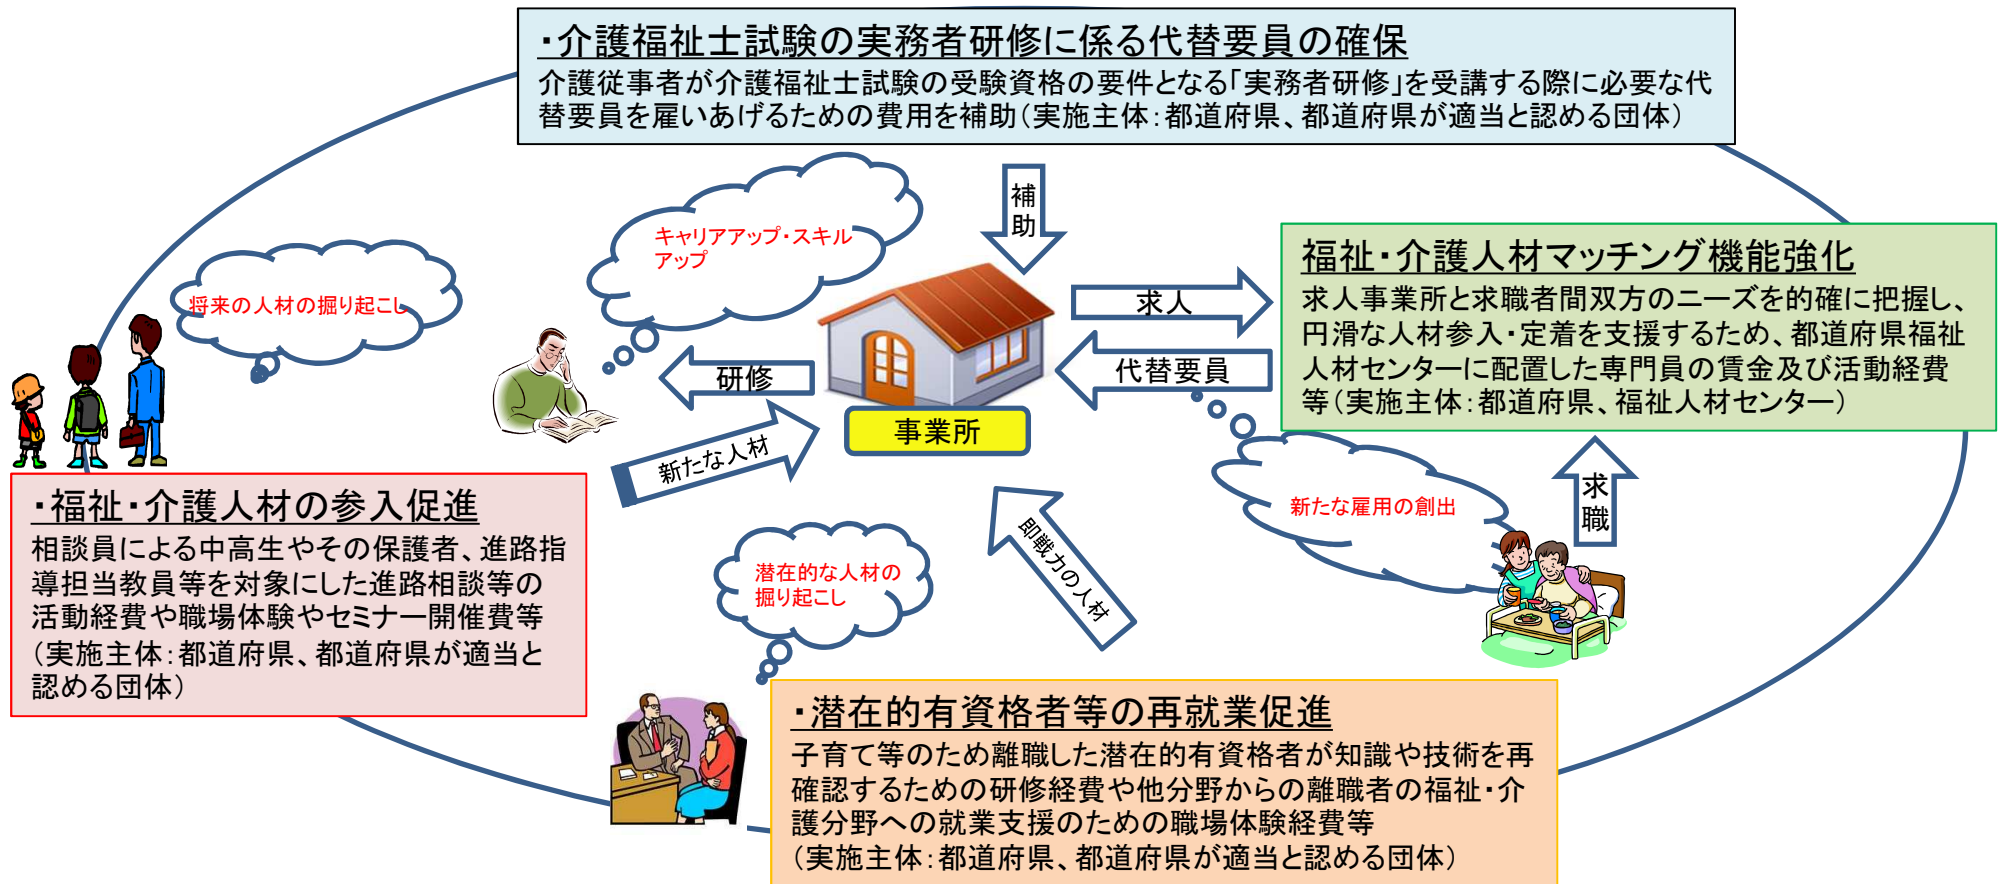 ・介護福祉士試験の実務者研修に係る代替要員の確保
介護従事者が介護福祉士試験の受験資格の要件となる「実務者研修」を受講する際に必要な代
替要員を雇いあげるための費用を補助（実施主体：都道府県、都道府県が適当と認める団体）
補
助
キャリアアップ・スキル
アップ
将来の人材の掘り起こし
福祉・介護人材マッチング機能強化
求人事業所と求職者間双方のニーズを的確に把握し、
円滑な人材参入・定着を支援するため、都道府県福祉
人材センターに配置した専門員の賃金及び活動経費
等（実施主体：都道府県、福祉人材センター）
求人
代替要員
研修
事業所
新たな人材
・福祉・介護人材の参入促進
相談員による中高生やその保護者、進路指
導担当教員等を対象にした進路相談等の
活動経費や職場体験やセミナー開催費等
（実施主体：都道府県、都道府県が適当と
認める団体）
潜在的な人材の
掘り起こし
即戦力の人材
新たな雇用の創出
求
職
・潜在的有資格者等の再就業促進
子育て等のため離職した潜在的有資格者が知識や技術を再
確認するための研修経費や他分野からの離職者の福祉・介
護分野への就業支援のための職場体験経費等
（実施主体：都道府県、都道府県が適当と認める団体）